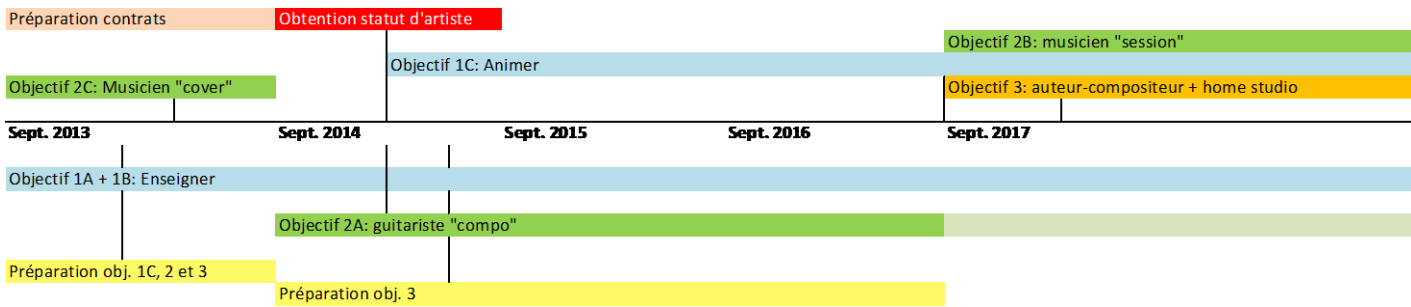 Préparation contrats
Obtention statut d'artiste
Objectif 2B: musicien "session"
Objectif 1C: Animer
Objectif 2C: Musicien "cover"
Objectif 3: auteur-compositeur + home studio
Sept. 2013
Sept. 2014
Sept. 2015
Sept. 2016
Sept. 2017
Objectif 1A + 1B: Enseigner
Objectif 2A: guitariste "compo"
Préparation obj. 1C, 2 et 3
Préparation obj. 3